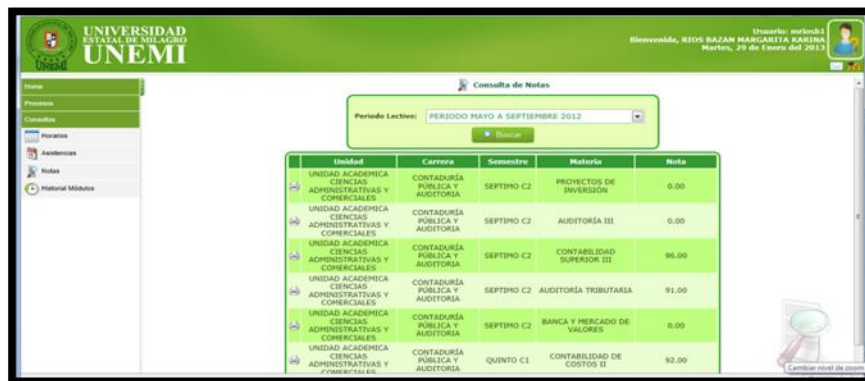 UNIVERSIDAD
ESTATAL DE MILAGRO
UNEMI
UNEMI
Usuario: mriosk1
Bienvenida, RIOS BAZAN MARGARITA KARINA
Martes, 29 de Enero del 2013
Home
Procesos
Consultas
Horarios
Asistencias
Notas
Historial Módulos
Consulta de Notas
Periodo Lectivo: PERIODO MAYO A SEPTIEMBRE 2012
Buscar
Unidad Carrera Semestre Materia Nota
UNIDAD ACADEMICA
CIENCIAS
ADMINISTRATIVAS Y
COMERCIALES
CONTADURÍA
PÚBLICA Y
AUDITORIA
SEPTIMO C2
PROYECTOS DE
INVERSIÓN
0.00
UNIDAD ACADEMICA
CIENCIAS
ADMINISTRATIVAS Y
COMERCIALES
CONTADURÍA
PÚBLICA Y
AUDITORIA
SEPTIMO C2
AUDITORÍA III
0.00
UNIDAD ACADEMICA
CIENCIAS
ADMINISTRATIVAS Y
COMERCIALES
CONTADURÍA
PÚBLICA Y
AUDITORIA
SEPTIMO C2
CONTABILIDAD
SUPERIOR III
96.00
UNIDAD ACADEMICA
CIENCIAS
ADMINISTRATIVAS Y
COMERCIALES
CONTADURÍA
PÚBLICA Y
AUDITORIA
SEPTIMO C2
AUDITORÍA TRIBUTARIA
91.00
UNIDAD ACADEMICA
CIENCIAS
ADMINISTRATIVAS Y
COMERCIALES
CONTADURÍA
PÚBLICA Y
AUDITORIA
SEPTIMO C2
BANCA Y MERCADO DE
VALORES
0.00
UNIDAD ACADEMICA
CIENCIAS
ADMINISTRATIVAS Y
COMERCIALES
CONTADURÍA
PÚBLICA Y
AUDITORIA
QUINTO C1
CONTABILIDAD DE
COSTOS II
92.00
Cambiar nivel de zoom